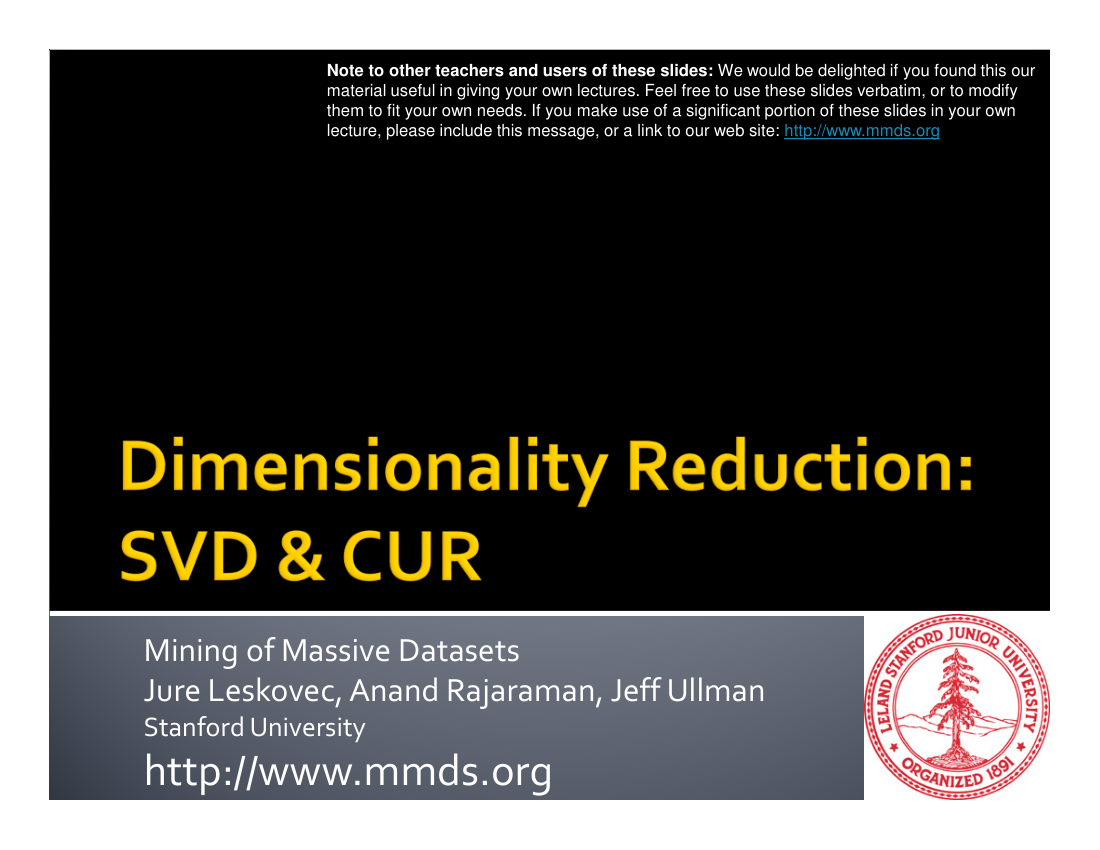 Note to other teachers and users of these slides: We would be delighted if you found this our
material useful in giving your own lectures. Feel free to use these slides verbatim, or to modify
them to fit your own needs. If you make use of a significant portion of these slides in your own
lecture, please include this message, or a link to our web site: http://www.mmds.org
Dimensionality Reduction:
SVD & CUR
Mining of Massive Datasets
Jure Leskovec, Anand Rajaraman, Jeff Ullman
Stanford University
http://www.mmds.org
LELAND STANFORD JUNIOR UNIVERSITY
ORGANIZED 1891